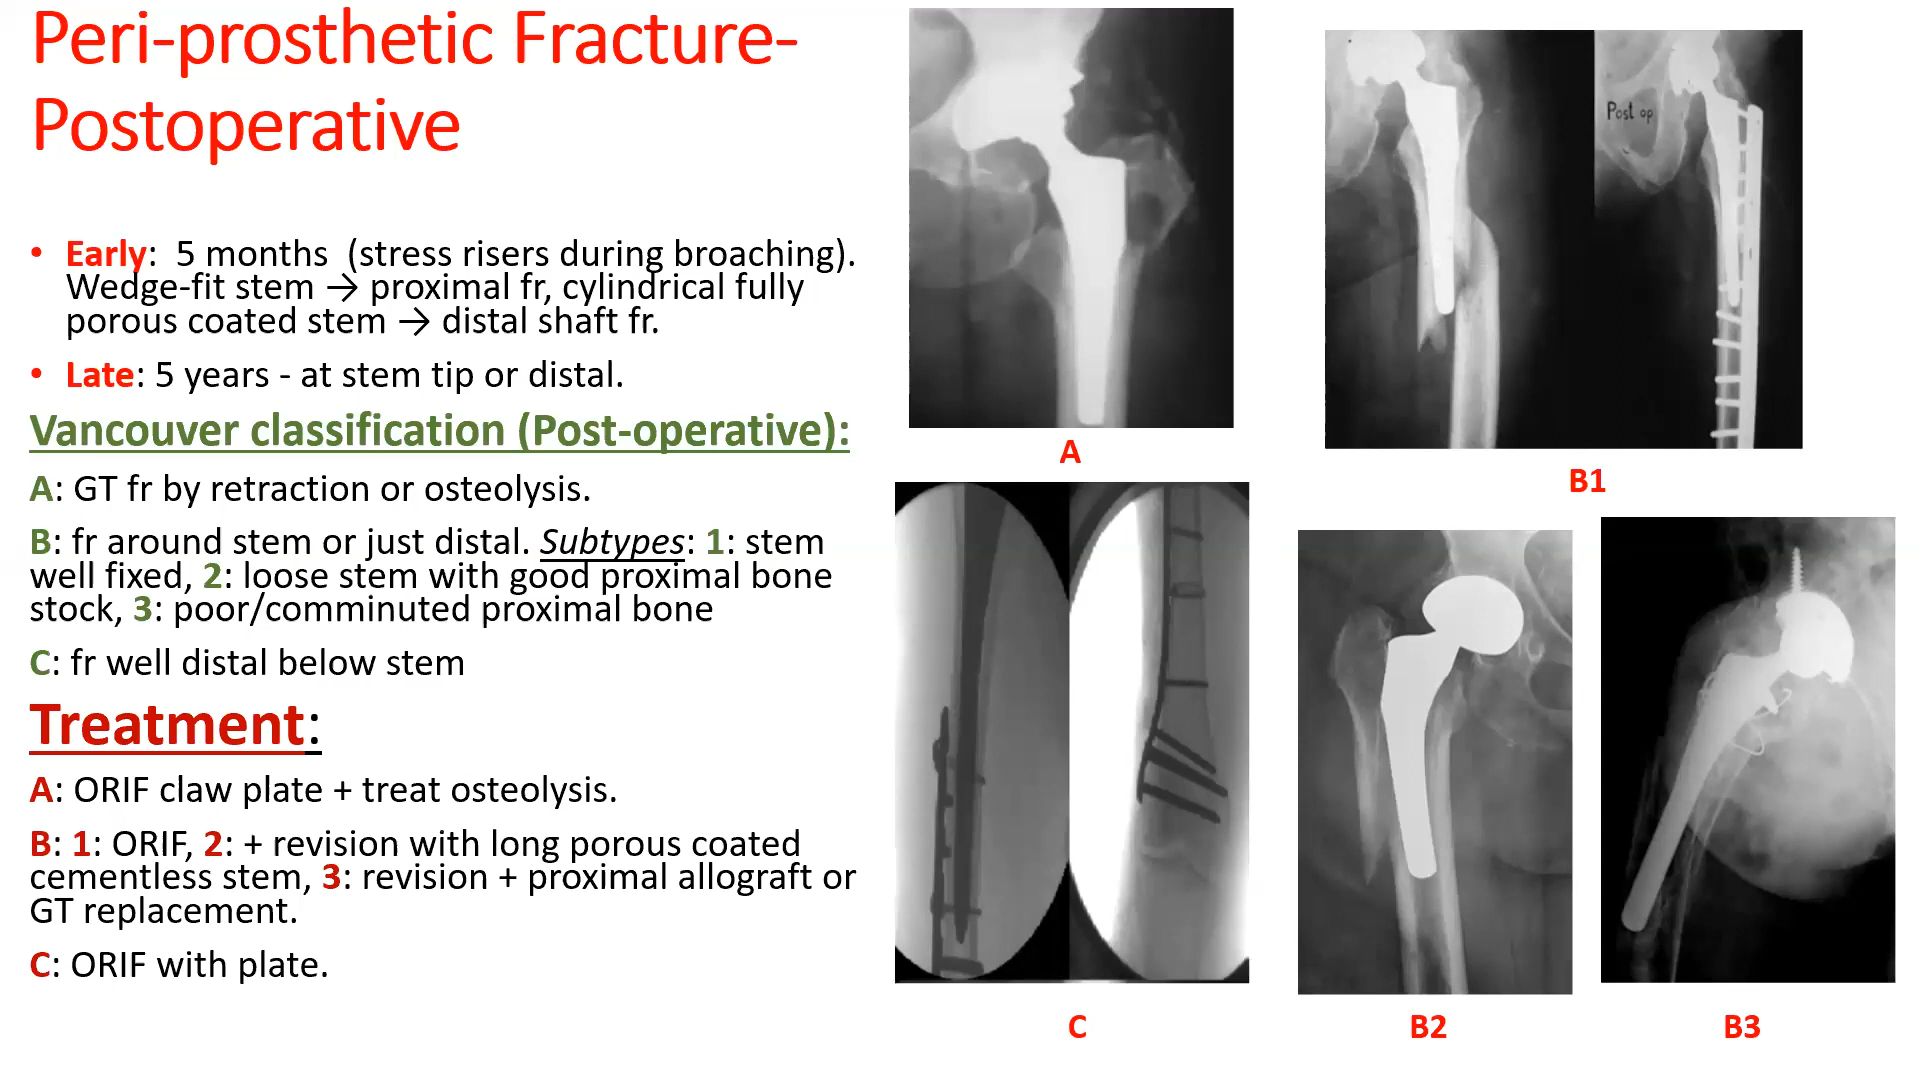 Peri-prosthetic Fracture-
Postoperative
• Early:  5 months  (stress risers during broaching).
Wedge-fit stem → proximal fr, cylindrical fully
porous coated stem → distal shaft fr.
• Late: 5 years - at stem tip or distal.
Vancouver classification (Post-operative):
A: GT fr by retraction or osteolysis.
B: fr around stem or just distal. Subtypes: 1: stem
well fixed, 2: loose stem with good proximal bone
stock, 3: poor/comminuted proximal bone
C: fr well distal below stem
Treatment:
A: ORIF claw plate + treat osteolysis.
B: 1: ORIF, 2: + revision with long porous coated
cementless stem, 3: revision + proximal allograft or
GT replacement.
C: ORIF with plate.
A
Post op
B1
C
B2
B3